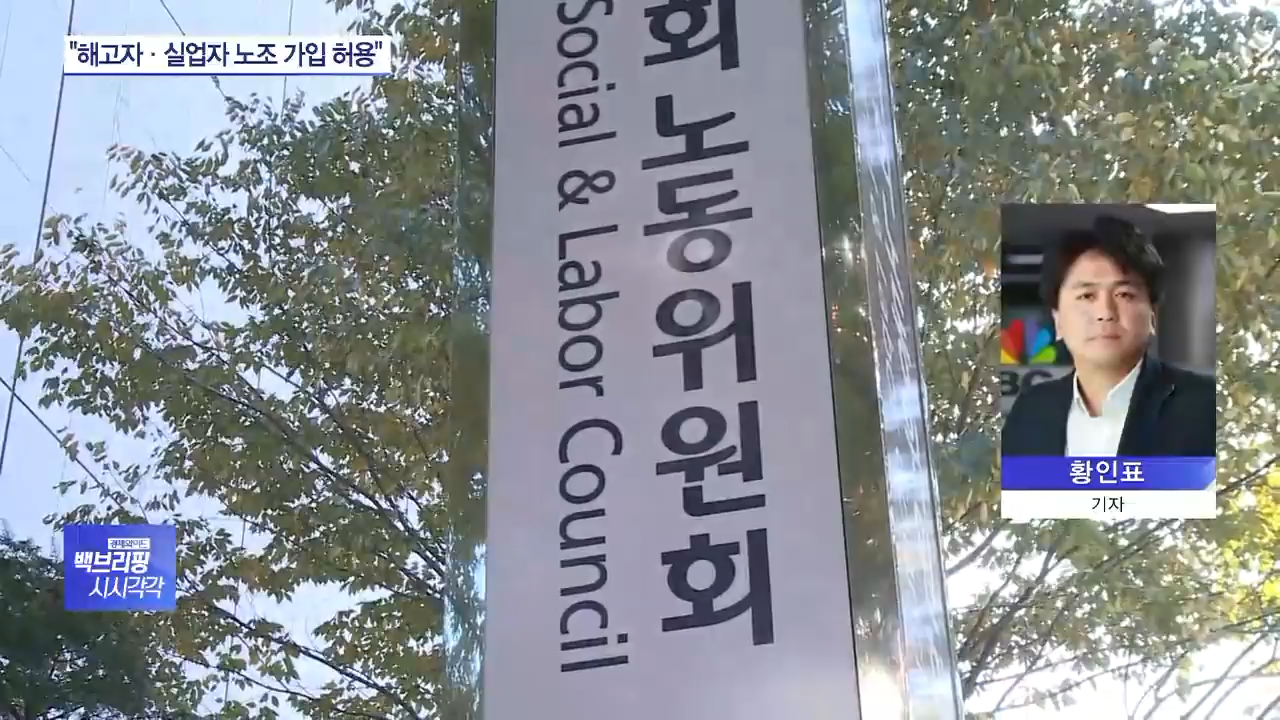 "해고자 · 실업자 노조 가입 허용"
회 노동위원회
Social & Labor Council
BC
황인표
기자
경제와이드
백브리핑
시시각각